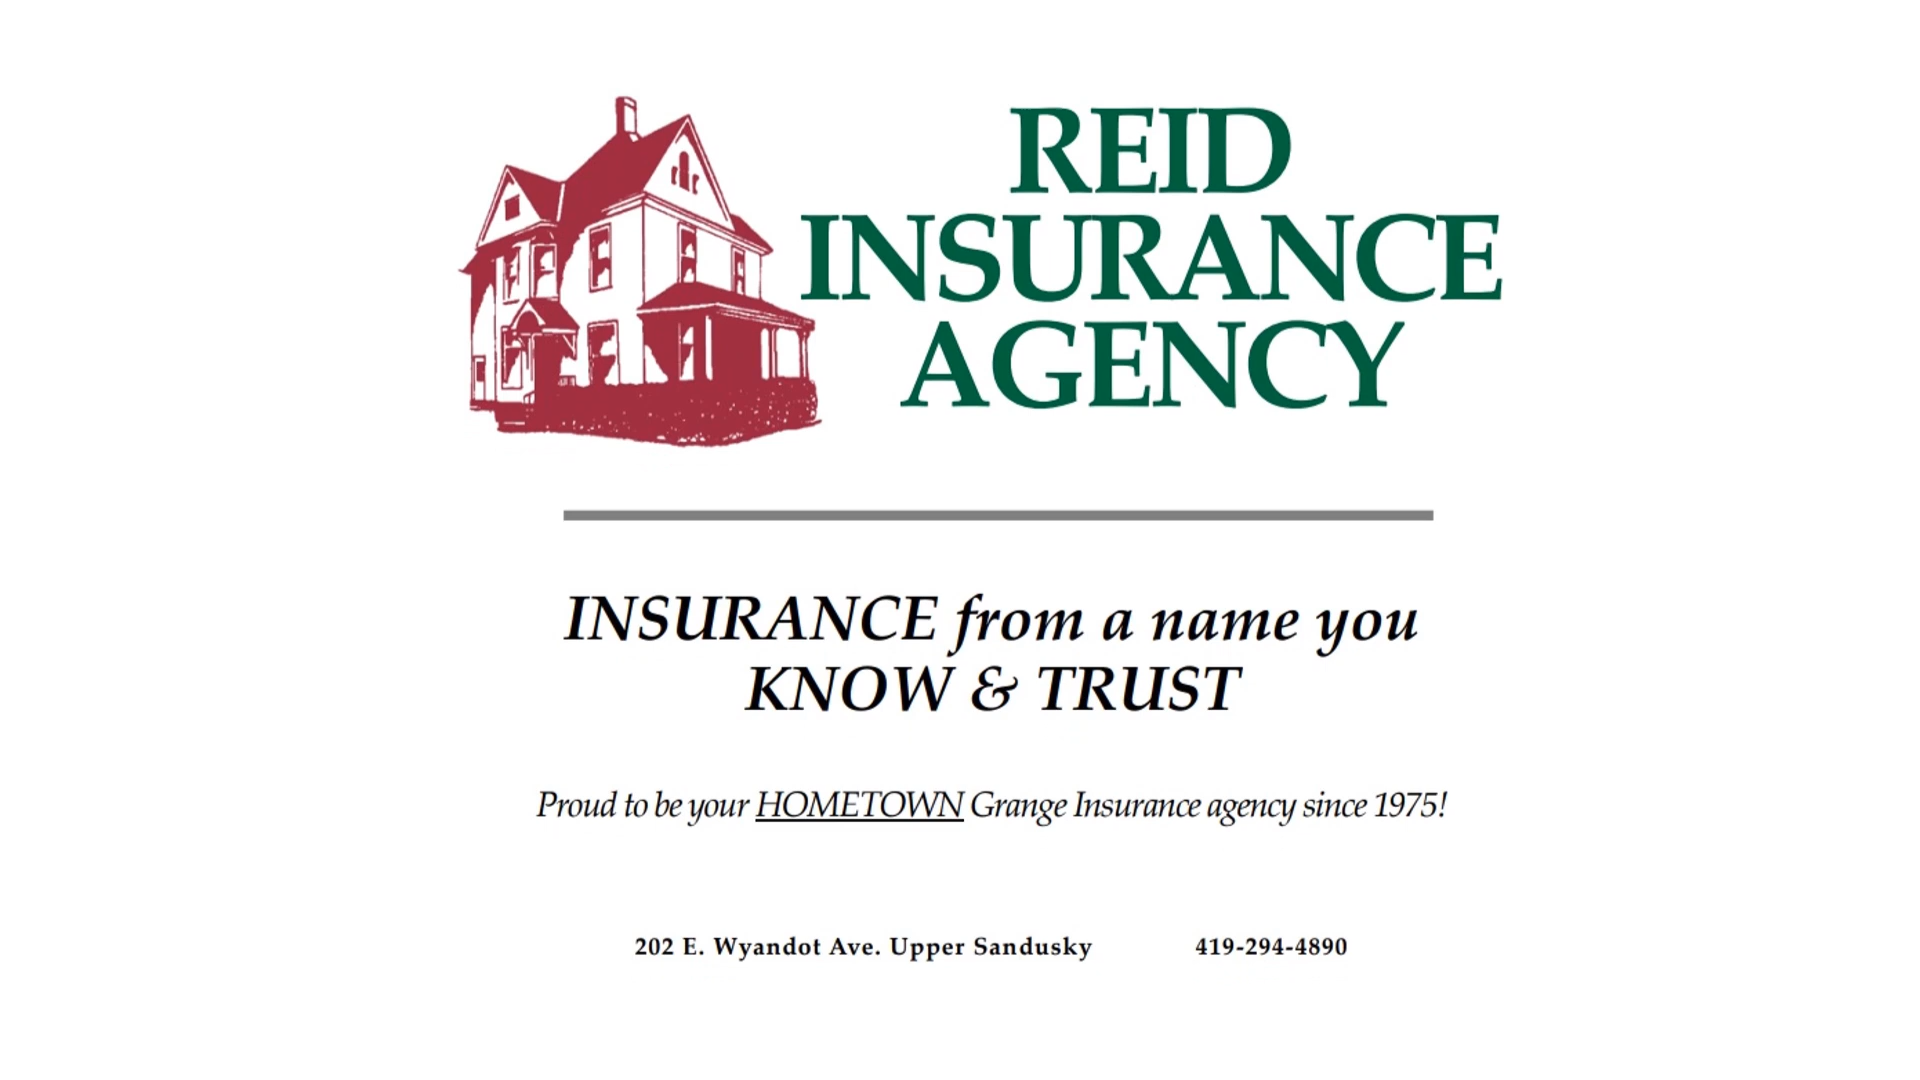 REID
INSURANCE
AGENCY
INSURANCE from a name you
KNOW & TRUST
Proud to be your HOMETOWN Grange Insurance agency since 1975!
202 E. Wyandot Ave. Upper Sandusky 419-294-4890